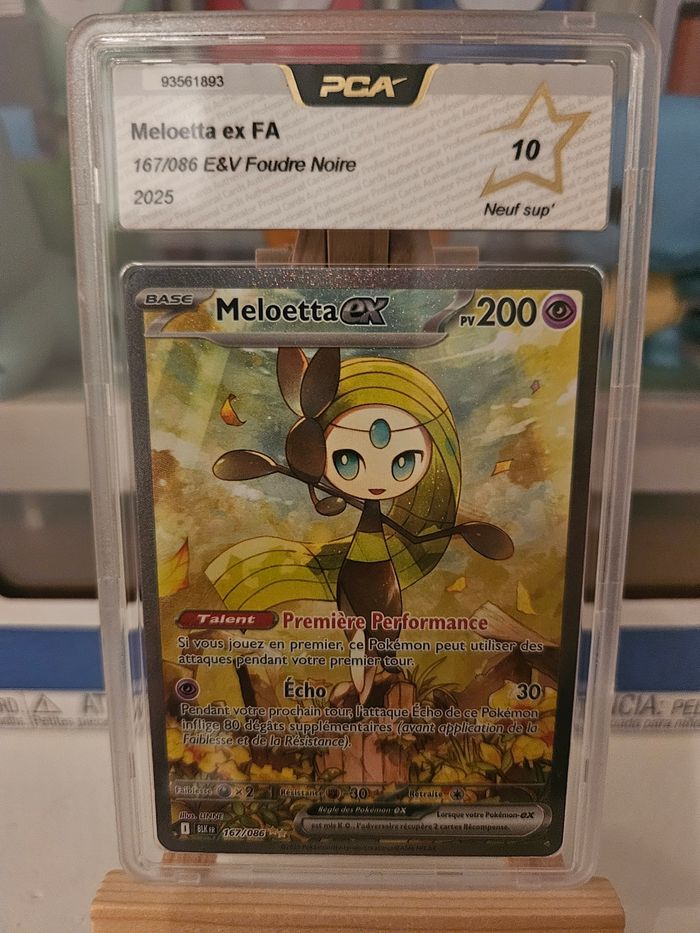 93561893
PCA
Meloetta ex FA
167/086 E&V Foudre Noire
2025
10
Neuf sup'
BASE
Meloetta ex
PV 200
Talent Première Performance
Si vous jouez en premier, ce Pokémon peut utiliser des
attaques pendant votre premier tour.
Écho 30
Pendant votre prochain tour, l'attaque Écho de ce Pokémon
inflige 80 dégâts supplémentaires (avant application de la
Faiblesse et de la Résistance).
Faiblesse ×2 Résistance -30 Retraite
Illus. LINNE
Règle des Pokémon-ex Lorsque votre Pokémon-ex
est mis K.O., l'adversaire récupère 2 cartes Récompense.
I BLK FR 167/086